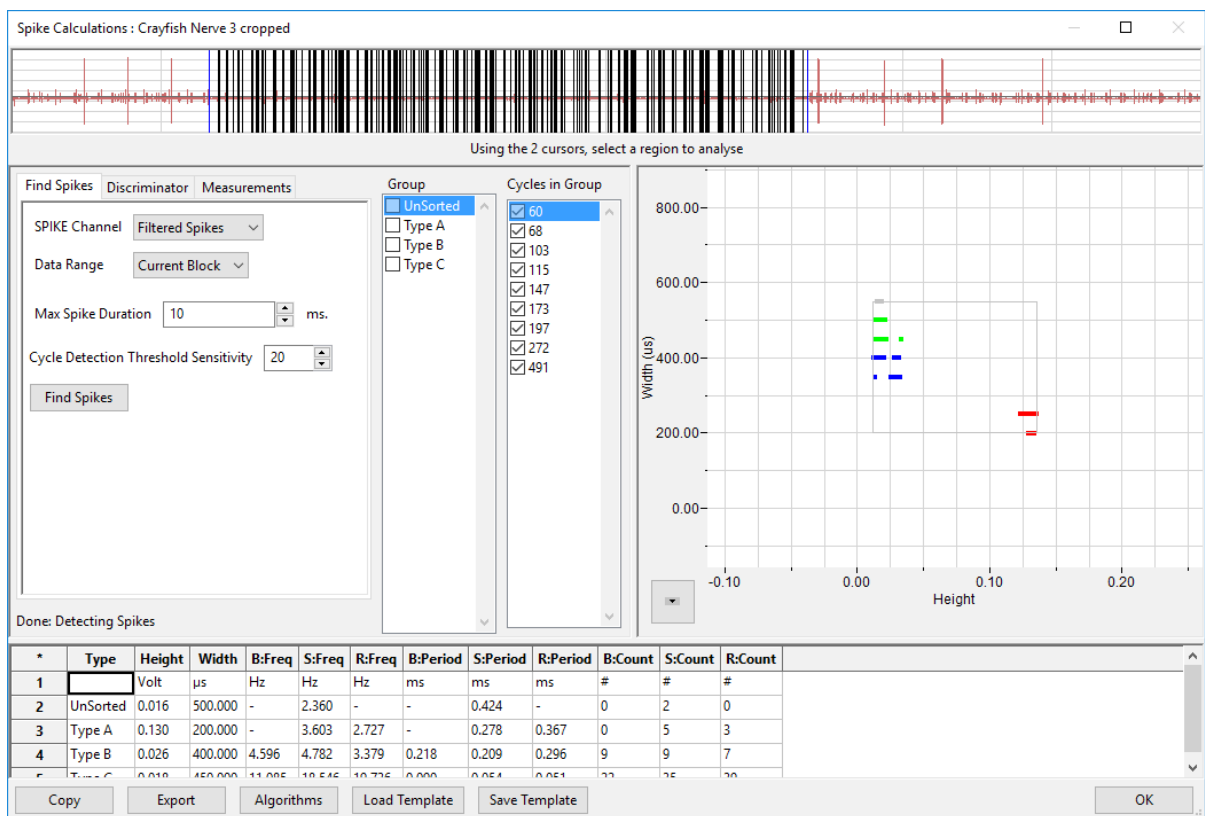 Spike Calculations : Crayfish Nerve 3 cropped
Using the 2 cursors, select a region to analyse
Find Spikes Discriminator Measurements
SPIKE Channel Filtered Spikes
Data Range Current Block
Max Spike Duration 10 ms.
Cycle Detection Threshold Sensitivity 20
Find Spikes
Done: Detecting Spikes
Group
UnSorted
Type A
Type B
Type C
Cycles in Group
60
68
103
115
147
173
197
272
491
Width (us)
800.00
600.00
400.00
200.00
0.00
-0.10 0.00 0.10 0.20
Height
* Type Height Width B:Freq S:Freq R:Freq B:Period S:Period R:Period B:Count S:Count R:Count
1 Volt µs Hz Hz Hz ms ms ms # # #
2 UnSorted 0.016 500.000 - 2.360 - - 0.424 - 0 2 0
3 Type A 0.130 200.000 - 3.603 2.727 - 0.278 0.367 0 5 3
4 Type B 0.026 400.000 4.596 4.782 3.379 0.218 0.209 0.296 9 9 7
Copy Export Algorithms Load Template Save Template OK